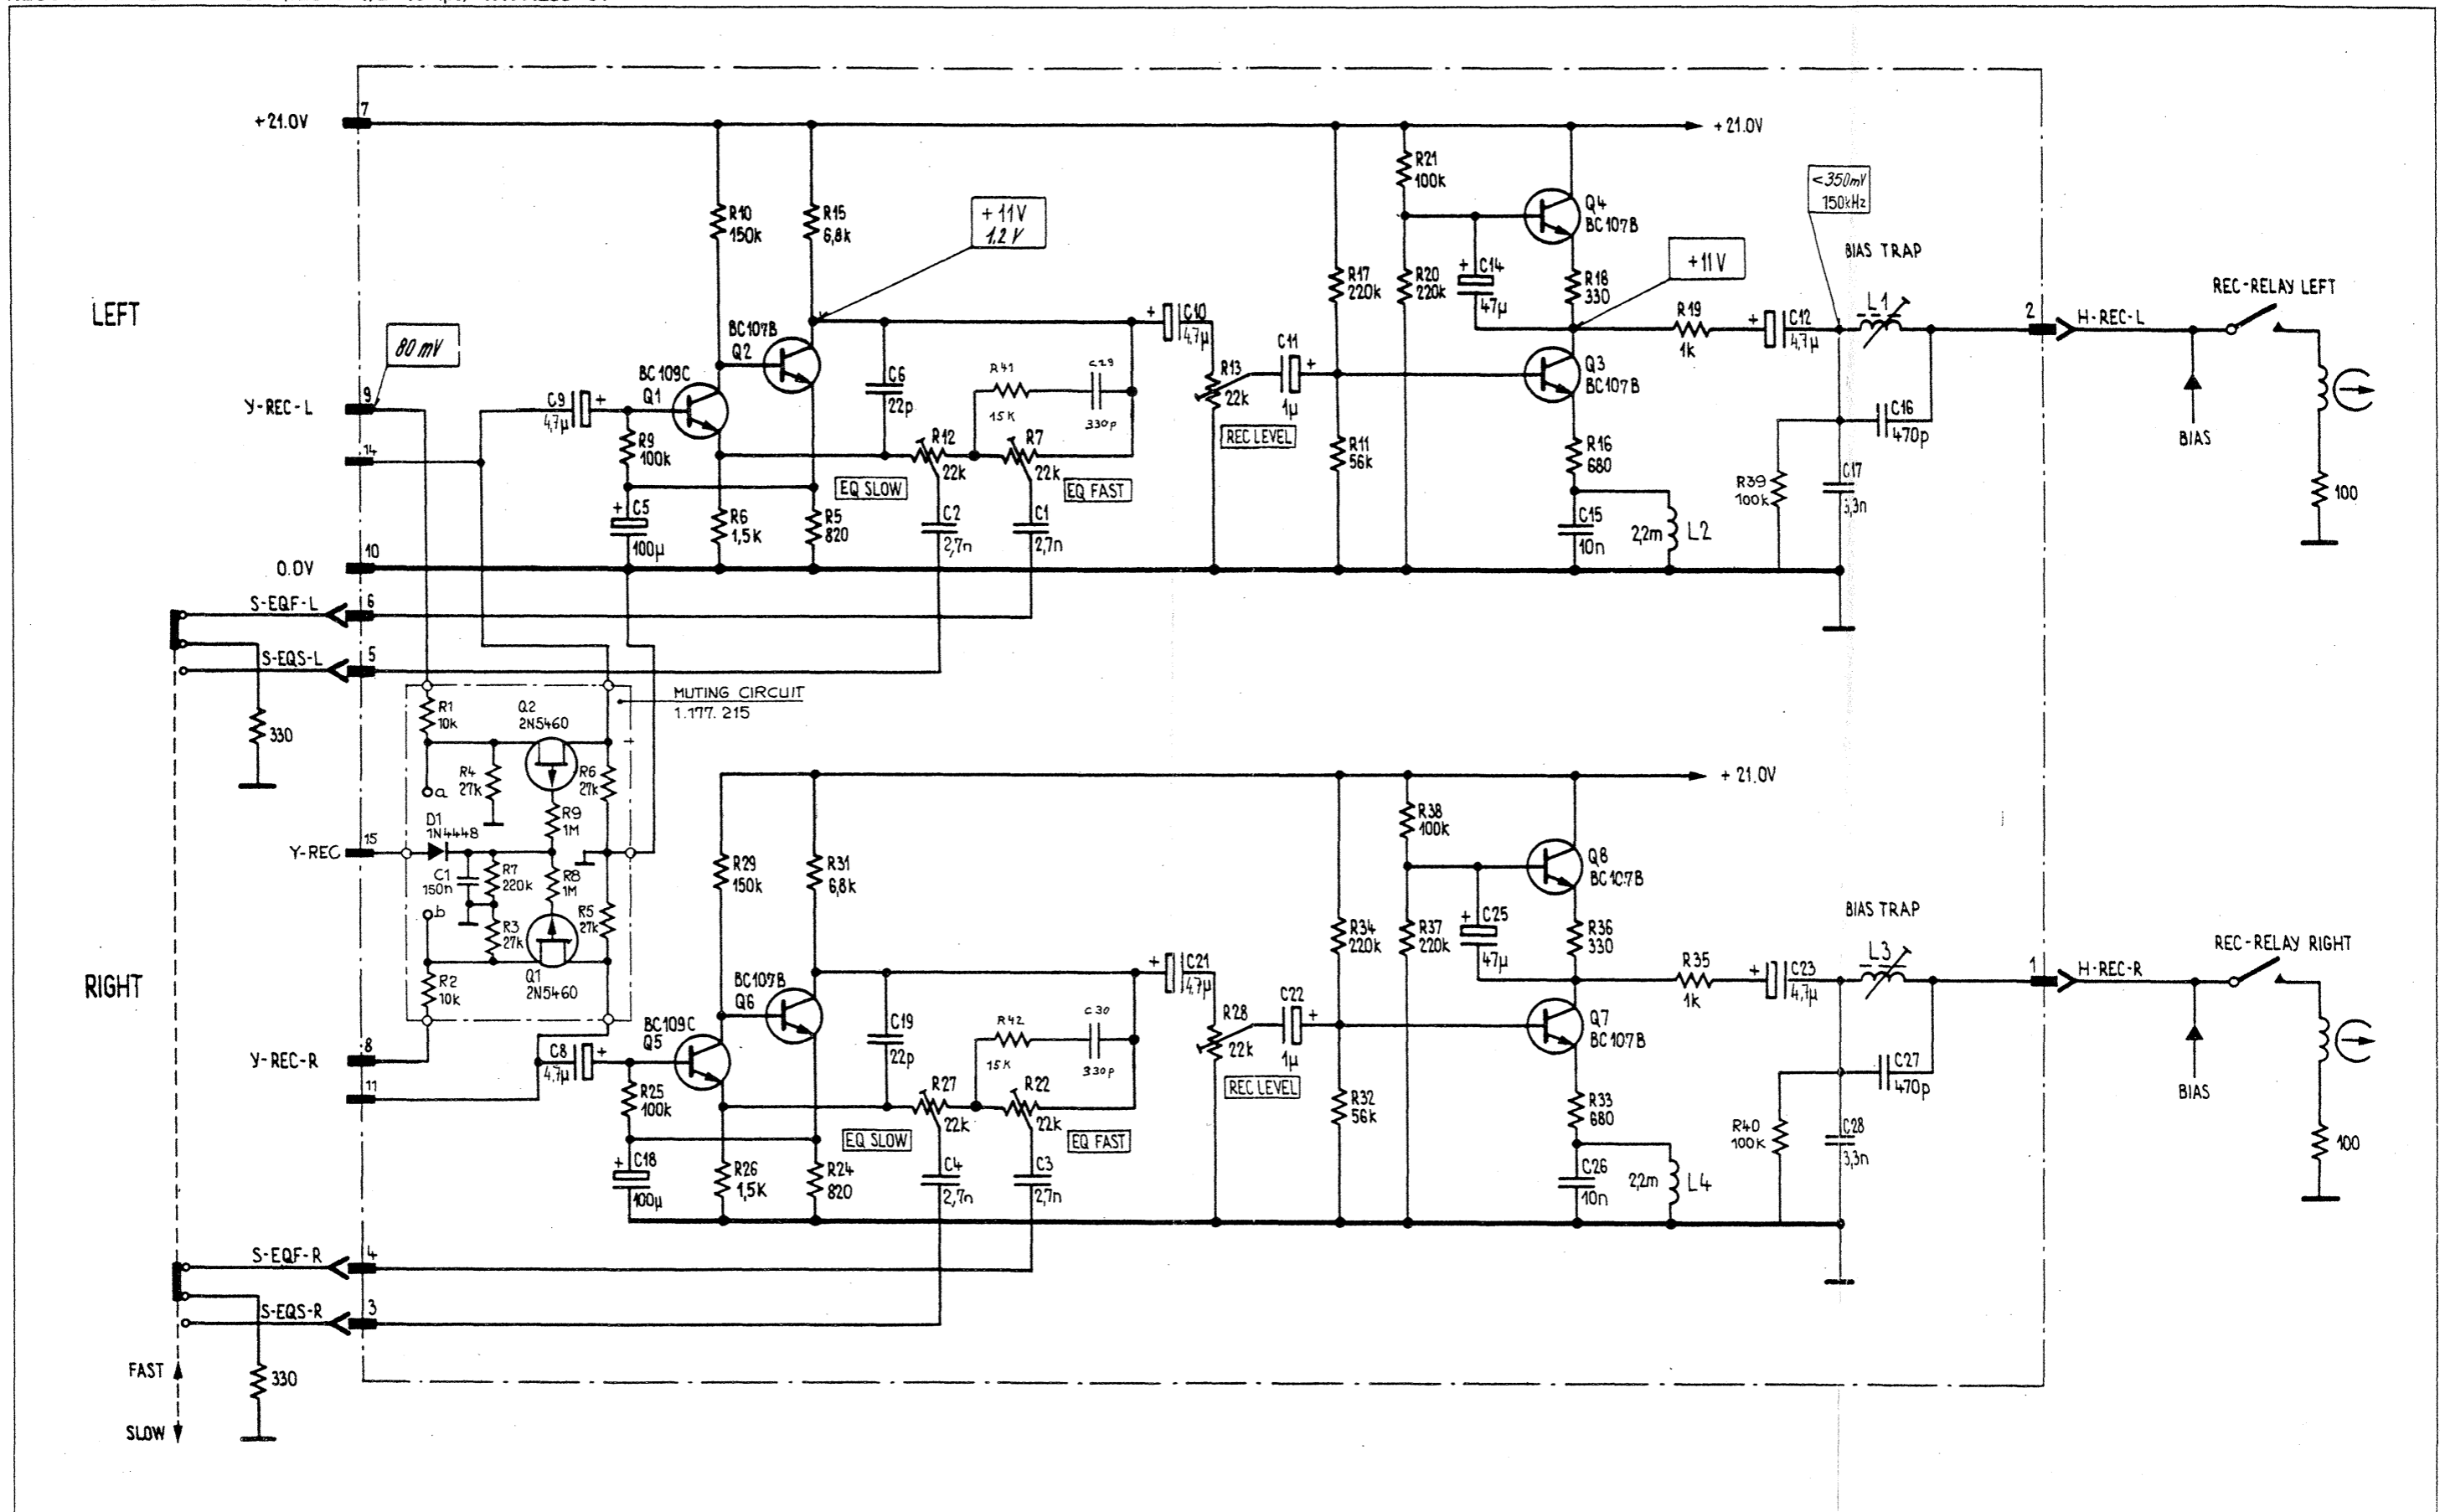 7
+21.0V
+21.0V
R10
150k
R15
6,8k
+11V
1.2V
R21
100k
Q4
BC107B
<350mV
150kHz
BIAS TRAP
LEFT
R17
220k
R20
220k
+
C14
47µ
R18
330
+11V
REC-RELAY LEFT
80 mV
BC107B
Q2
+
C10
4,7µ
R19
1k
+
C12
4,7µ
L1
2
H-REC-L
BC109C
Q1
C6
22p
R41
15K
C29
330p
R13
22k
C11
+
1µ
Q3
BC107B
Y-REC-L
9
C9
+
4,7µ
14
R9
100k
R12
22k
R7
22k
REC LEVEL
R11
56k
R16
680
C16
470p
BIAS
EQ SLOW
EQ FAST
R39
100k
C17
3,3n
100
+
C5
100µ
R6
1,5K
R5
820
C2
2,7n
C1
2,7n
C15
10n
2,2m
L2
10
0.0V
S-EQF-L
6
S-EQS-L
5
330
MUTING CIRCUIT
1.177.215
R1
10k
Q2
2N5460
R4
27k
R6
27k
a
R9
1M
D1
1N4448
Y-REC
15
C1
150n
R7
220k
R8
1M
b
R3
27k
R5
27k
R2
10k
Q1
2N5460
+21.0V
R38
100k
R29
150k
R31
6,8k
Q8
BC107B
BIAS TRAP
RIGHT
R34
220k
R37
220k
+
C25
47µ
R36
330
REC-RELAY RIGHT
BC107B
Q6
+
C21
4,7µ
R35
1k
+
C23
4,7µ
L3
1
H-REC-R
BC109C
Q5
C19
22p
R42
15K
C30
330p
R28
22k
C22
+
1µ
Q7
BC107B
Y-REC-R
8
C8
+
4,7µ
11
R25
100k
R27
22k
R22
22k
REC LEVEL
R32
56k
R33
680
C27
470p
BIAS
EQ SLOW
EQ FAST
R40
100k
C28
3,3n
100
+
C18
100µ
R26
1,5K
R24
820
C4
2,7n
C3
2,7n
C26
10n
2,2m
L4
S-EQF-R
4
S-EQS-R
3
FAST
330
SLOW